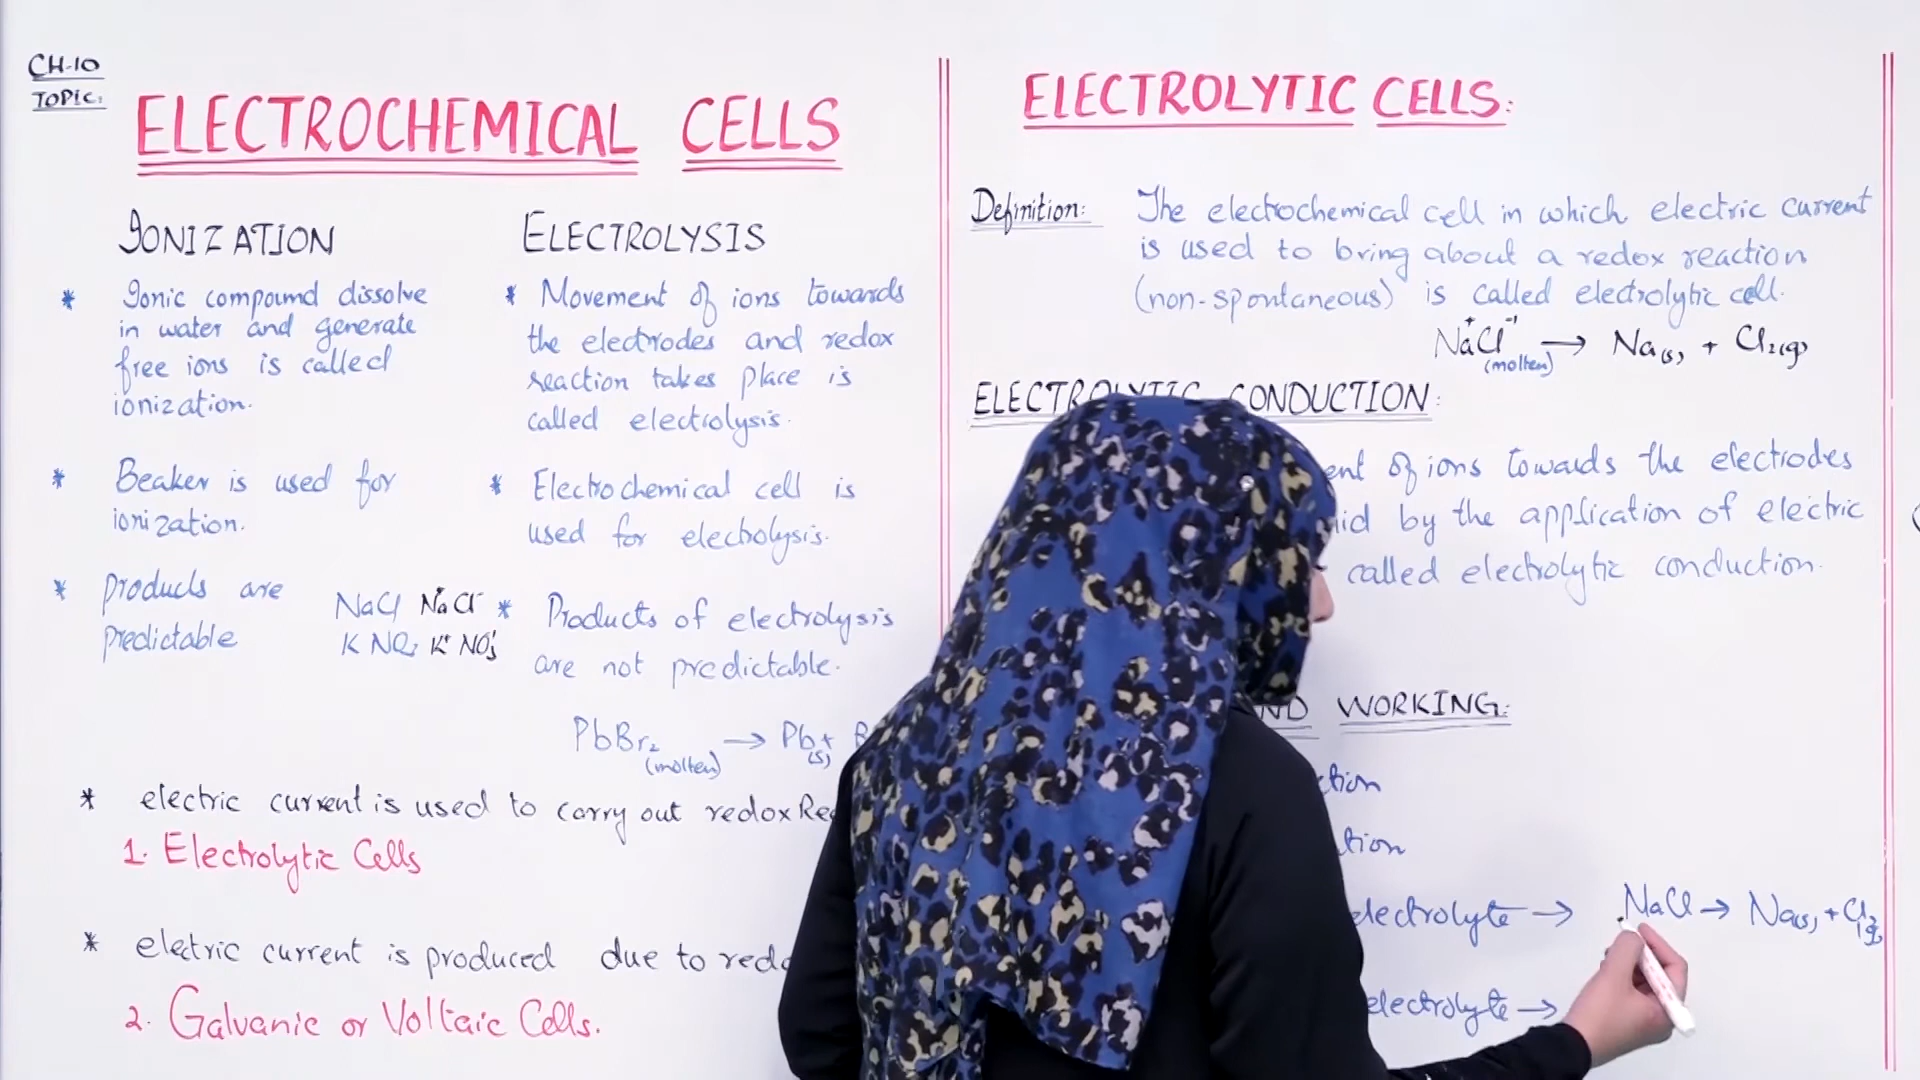 CH-10
TOPIC:
ELECTROCHEMICAL CELLS
IONIZATION
* Ionic compound dissolve
in water and generate
free ions is called
ionization.
* Beaker is used for
ionization.
* Products are
predictable
NaCl Na⁺Cl⁻
KNO₃ K⁺ NO₃⁻
ELECTROLYSIS
* Movement of ions towards
the electrodes and redox
reaction takes place is
called electrolysis.
* Electrochemical cell is
used for electrolysis.
* Products of electrolysis
are not predictable.
PbBr₂ (molten) → Pb(s) +
* electric current is used to carry out redox
1. Electrolytic Cells
* electric current is produced due to
2. Galvanic or Voltaic Cells.
ELECTROLYTIC CELLS:
Definition: The electrochemical cell in which electric current
is used to bring about a redox reaction
(non-spontaneous) is called electrolytic cell.
Na⁺Cl⁻¹ (molten) → Na(s) + Cl₂(g)
ELECTROLYTIC CONDUCTION:
of ions towards the electrodes
by the application of electric
called electrolytic conduction.
WORKING:
electrolyte → NaCl → Na(s) + Cl₂(g)
electrolyte →